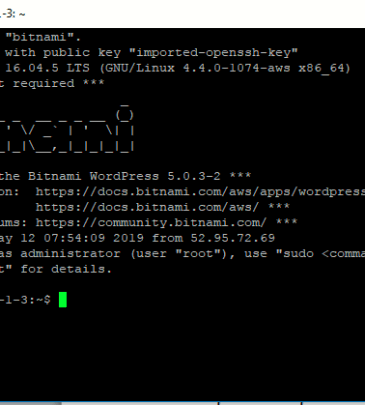 -3: ~
"bitnami".
with public key "imported-openssh-key"
16.04.5 LTS (GNU/Linux 4.4.0-1074-aws x86_64)
t required ***
the Bitnami WordPress 5.0.3-2 ***
on: https://docs.bitnami.com/aws/apps/wordpress
https://docs.bitnami.com/aws/ ***
ums: https://community.bitnami.com/ ***
ay 12 07:54:09 2019 from 52.95.72.69
as administrator (user "root"), use "sudo <comma
t" for details.
-1-3:~$